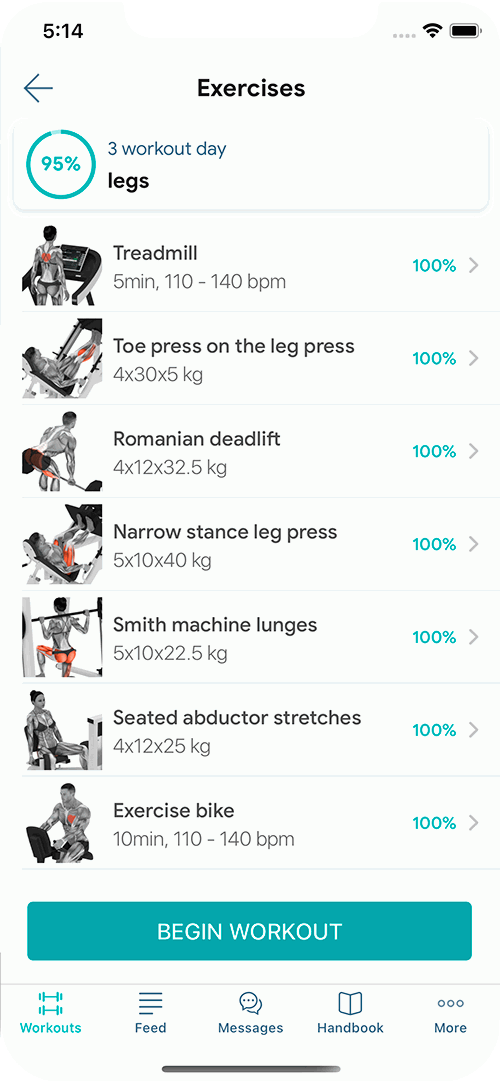 5:14
Exercises
95%
3 workout day
legs
Treadmill
5min, 110 - 140 bpm
100%
Toe press on the leg press
4x30x5 kg
100%
Romanian deadlift
4x12x32.5 kg
100%
Narrow stance leg press
5x10x40 kg
100%
Smith machine lunges
5x10x22.5 kg
100%
Seated abductor stretches
4x12x25 kg
100%
Exercise bike
10min, 110 - 140 bpm
100%
BEGIN WORKOUT
Workouts
Feed
Messages
Handbook
More